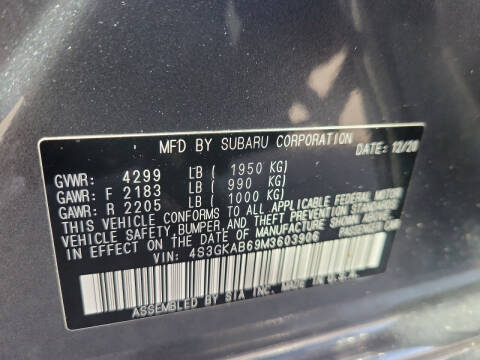 MFD BY SUBARU CORPORATION DATE: 12/20
GVWR: 4299 LB ( 1950 KG)
GAWR: F 2183 LB ( 990 KG)
GAWR: R 2205 LB ( 1000 KG)
THIS VEHICLE CONFORMS TO ALL APPLICABLE FEDERAL MOTOR
VEHICLE SAFETY, BUMPER, AND THEFT PREVENTION STANDARDS
IN EFFECT ON THE DATE OF MANUFACTURE SHOWN ABOVE.
VIN: 4S3GKAB69M3603906 PASSENGER CAR
ASSEMBLED BY SIA INC. MADE IN U.S.A.